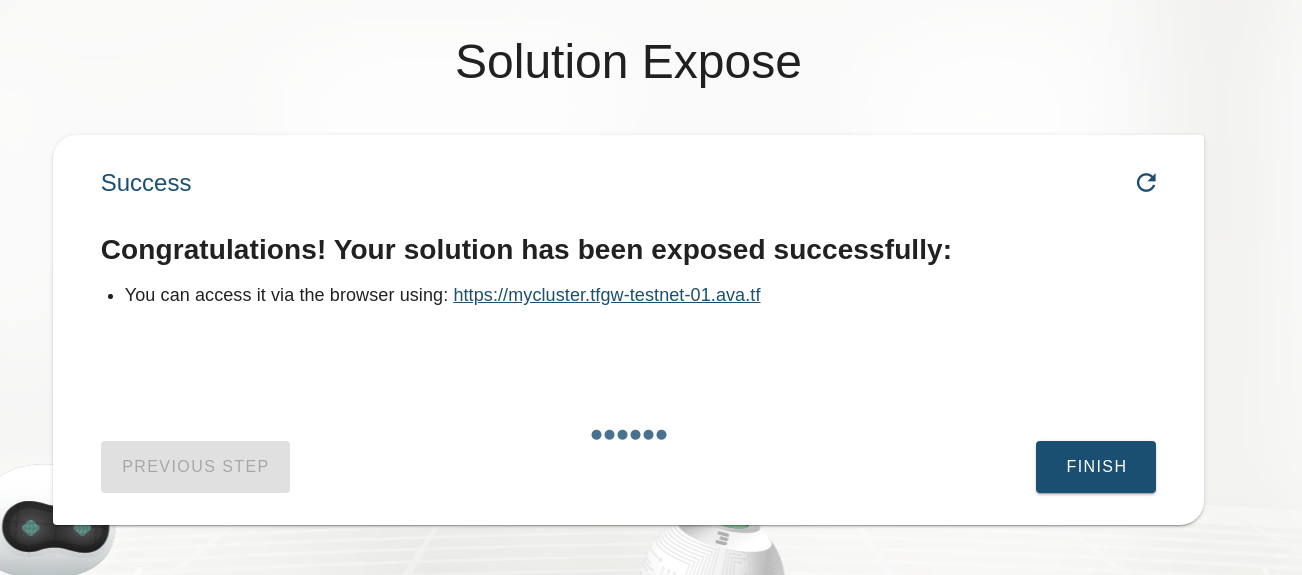 Solution Expose
Success
Congratulations! Your solution has been exposed successfully:
You can access it via the browser using: https://mycluster.tfgw-testnet-01.ava.tf
PREVIOUS STEP
FINISH